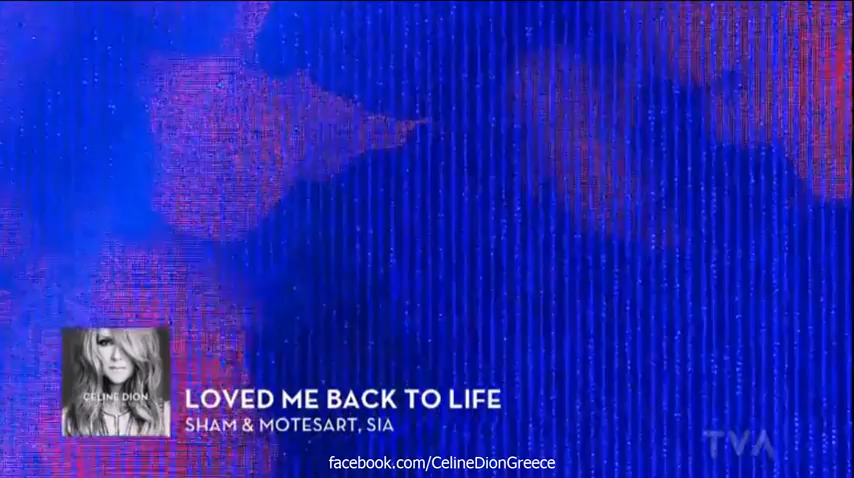 CELINE DION
LOVED ME BACK TO LIFE
SHAM & MOTESART, SIA
facebook.com/CelineDionGreece
TVA